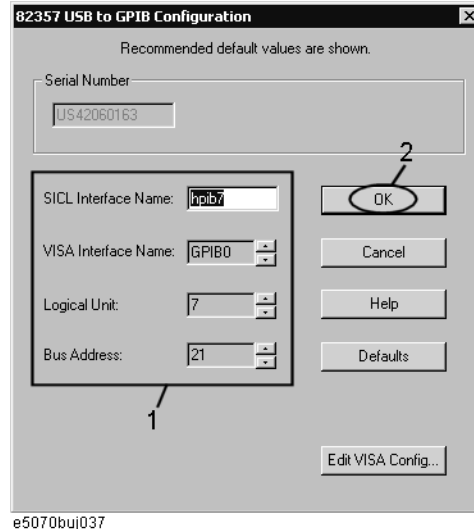 82357 USB to GPIB Configuration
Recommended default values are shown.
Serial Number
US42060163
2
SICL Interface Name: hpib7 OK
VISA Interface Name: GPIB0 Cancel
Logical Unit: 7 Help
Bus Address: 21 Defaults
1
Edit VISA Config...
e5070buj037